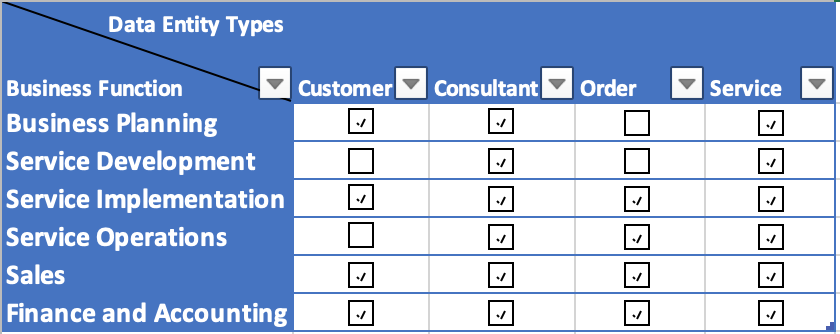 Data Entity Types
Business Function Customer Consultant Order Service
Business Planning
Service Development
Service Implementation
Service Operations
Sales
Finance and Accounting